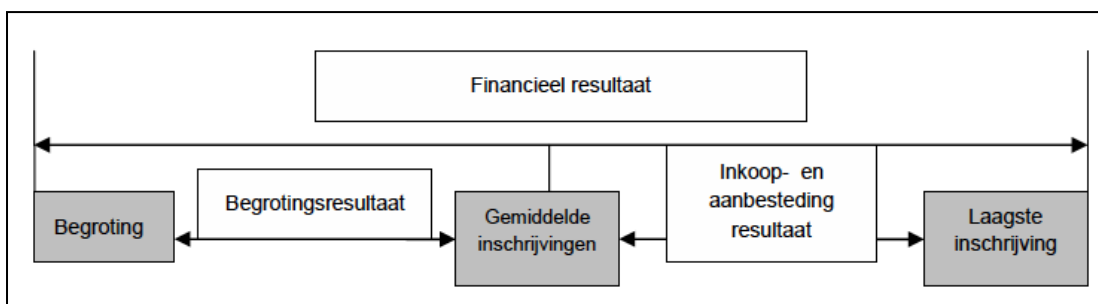 Financieel resultaat
Begroting
Begrotingsresultaat
Gemiddelde
inschrijvingen
Inkoop- en
aanbesteding
resultaat
Laagste
inschrijving